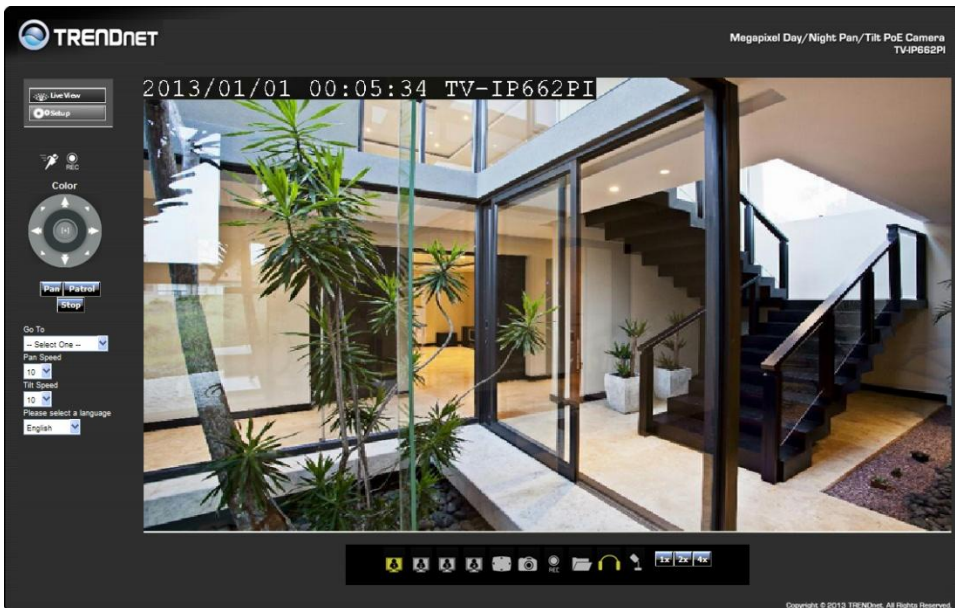 TRENDNET
Megapixel Day/Night Pan/Tilt PoE Camera
TV-IP662PI
Live View
Setup
2013/01/01 00:05:34 TV-IP662PI
REC
Color
Pan
Patrol
Stop
Go To
-- Select One --
Pan Speed
10
Tilt Speed
10
Please select a language
English
REC
1x
2x
4x
Copyright © 2013 TRENDnet. All Rights Reserved.